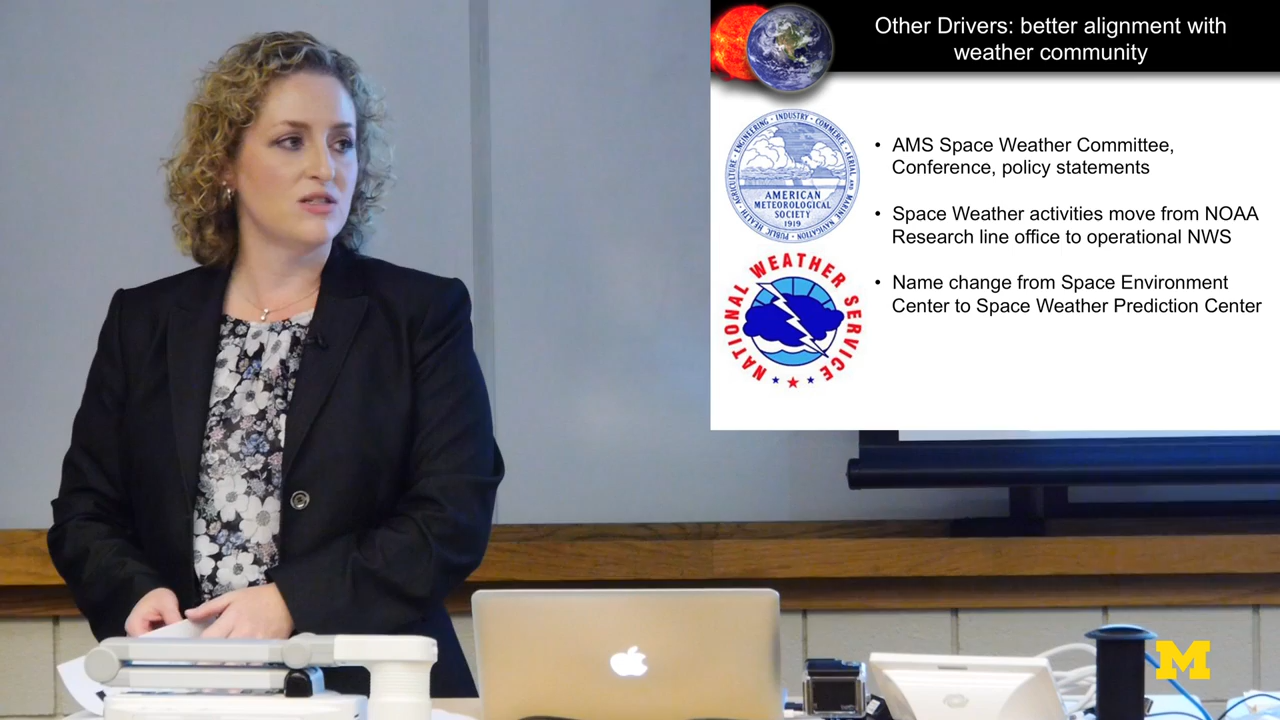 Other Drivers: better alignment with
weather community
AGRICULTURE · ENGINEERING · INDUSTRY · COMMERCE · AERIAL AND MARINE NAVIGATION · PUBLIC HEALTH
AMERICAN
METEOROLOGICAL
SOCIETY
1919
• AMS Space Weather Committee,
Conference, policy statements
• Space Weather activities move from NOAA
Research line office to operational NWS
NATIONAL WEATHER SERVICE
• Name change from Space Environment
Center to Space Weather Prediction Center
M